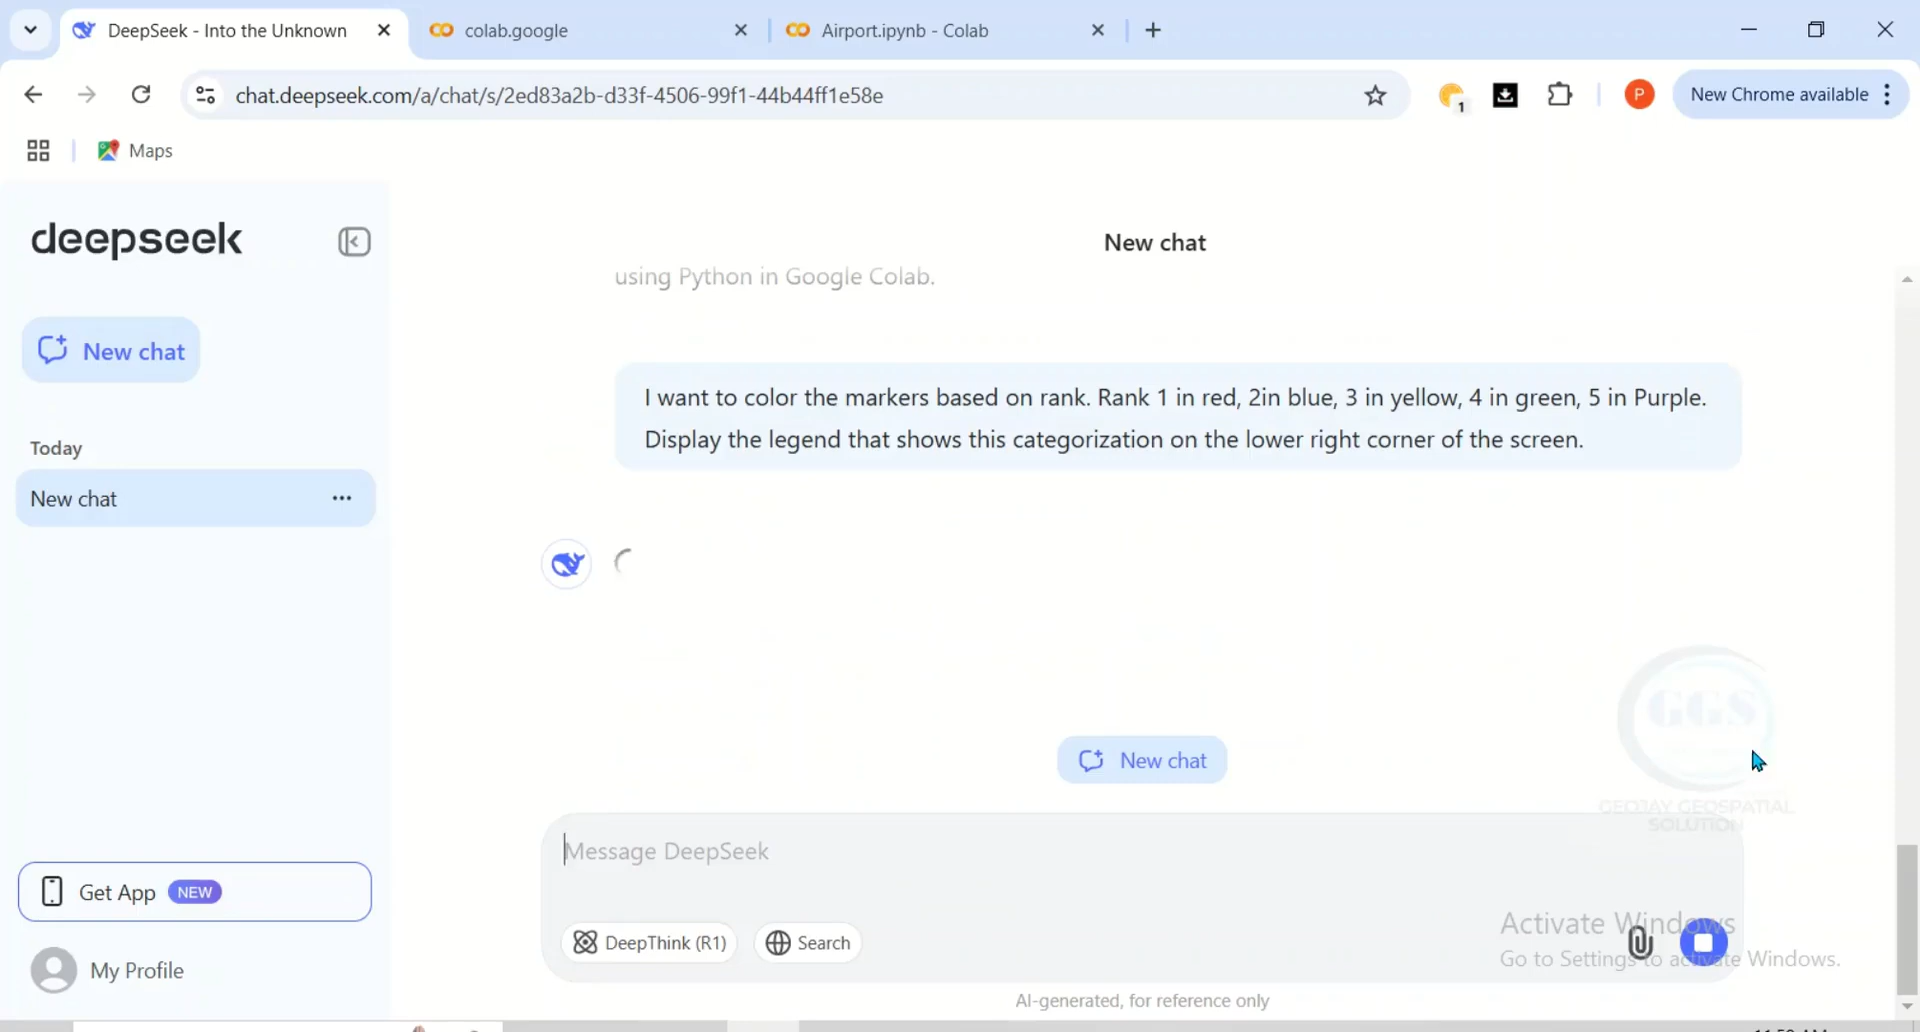 DeepSeek - Into the Unknown
colab.google
Airport.ipynb - Colab
chat.deepseek.com/a/chat/s/2ed83a2b-d33f-4506-99f1-44b44ff1e58e
1
P
New Chrome available
Maps
deepseek
New chat
using Python in Google Colab.
New chat
I want to color the markers based on rank. Rank 1 in red, 2in blue, 3 in yellow, 4 in green, 5 in Purple.
Display the legend that shows this categorization on the lower right corner of the screen.
Today
New chat
GGS
GEOJAY GEOSPATIAL
SOLUTION
New chat
Message DeepSeek
Get App NEW
DeepThink (R1)
Search
Activate Windows
Go to Settings to activate Windows.
My Profile
AI-generated, for reference only